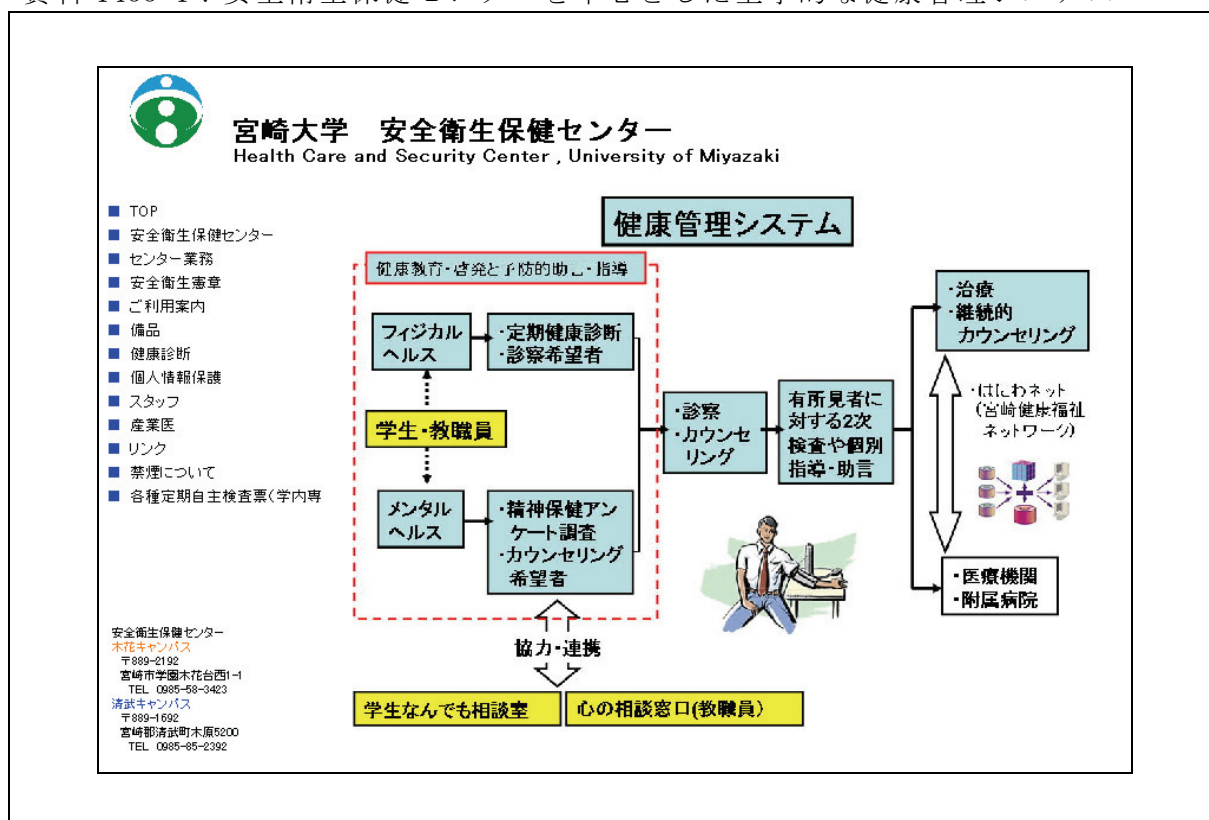 宮崎大学　安全衛生保健センター
Health Care and Security Center , University of Miyazaki
■ TOP
■ 安全衛生保健センター
■ センター業務
■ 安全衛生憲章
■ ご利用案内
■ 備品
■ 健康診断
■ 個人情報保護
■ スタッフ
■ 産業医
■ リンク
■ 禁煙について
■ 各種定期自主検査票(学内専
安全衛生保健センター
木花キャンパス
〒889-2192
宮崎市学園木花台西1-1
TEL 0985-58-3423
清武キャンパス
〒889-1692
宮崎郡清武町木原5200
TEL 0985-85-2392
健康管理システム
健康教育・啓発と予防的助言・指導
フィジカル
ヘルス
・定期健康診断
・診察希望者
学生・教職員
メンタル
ヘルス
・精神保健アン
ケート調査
・カウンセリング
希望者
・診察
・カウンセ
リング
有所見者に
対する2次
検査や個別
指導・助言
・治療
・継続的
カウンセリング
・はにわネット
(宮崎健康福祉
ネットワーク)
・医療機関
・附属病院
協力・連携
学生なんでも相談室
心の相談窓口(教職員)